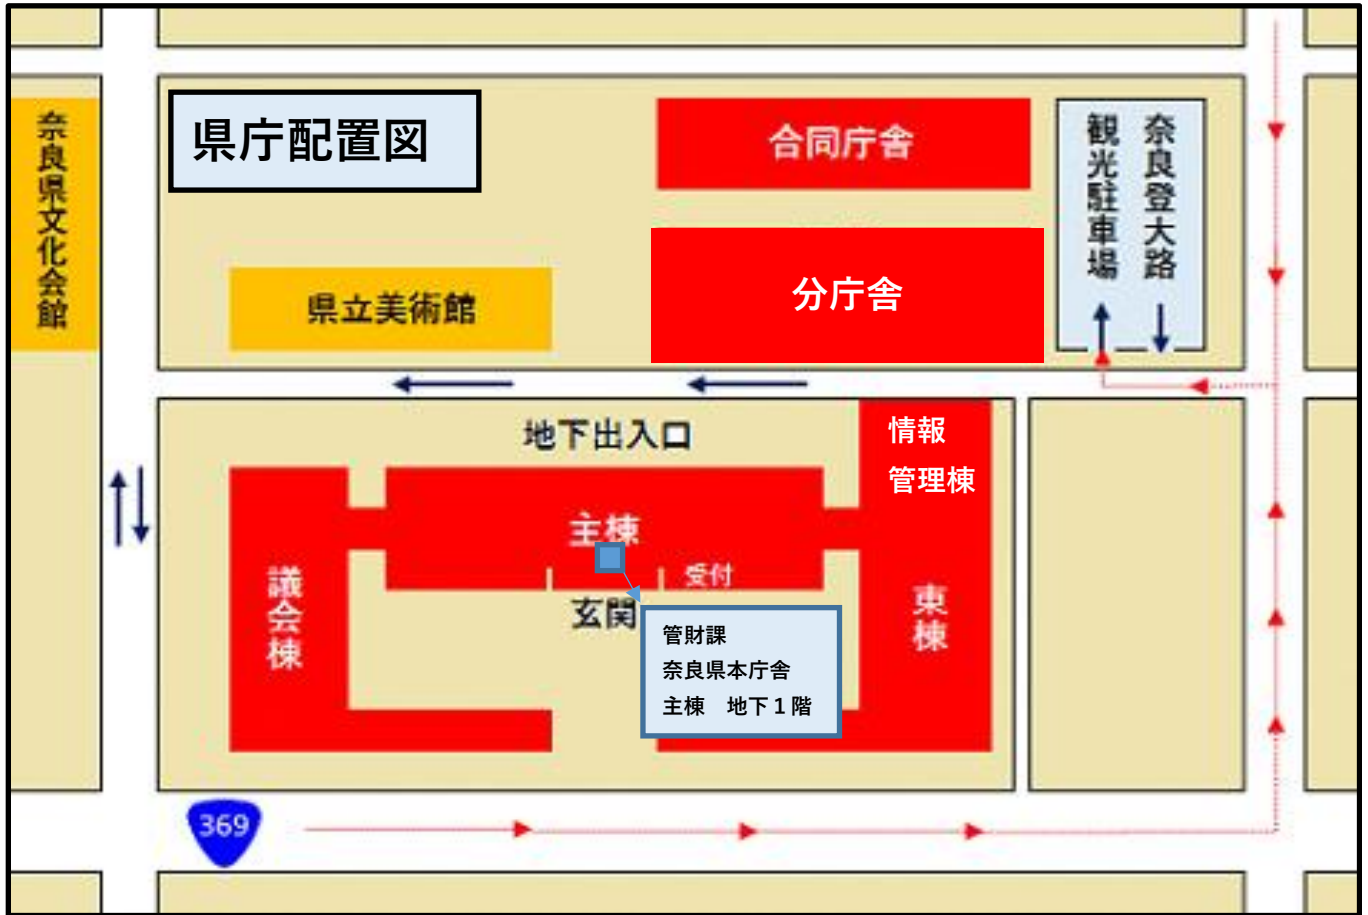 県庁配置図
奈良県文化会館
合同庁舎
奈良登大路
観光駐車場
県立美術館
分庁舎
地下出入口
情報
管理棟
主棟
受付
玄関
議会棟
東棟
管財課
奈良県本庁舎
主棟　地下１階
369